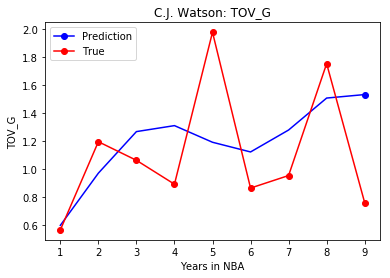 C.J. Watson: TOV_G
Prediction
True
TOV_G
2.0
1.8
1.6
1.4
1.2
1.0
0.8
0.6
1 2 3 4 5 6 7 8 9
Years in NBA